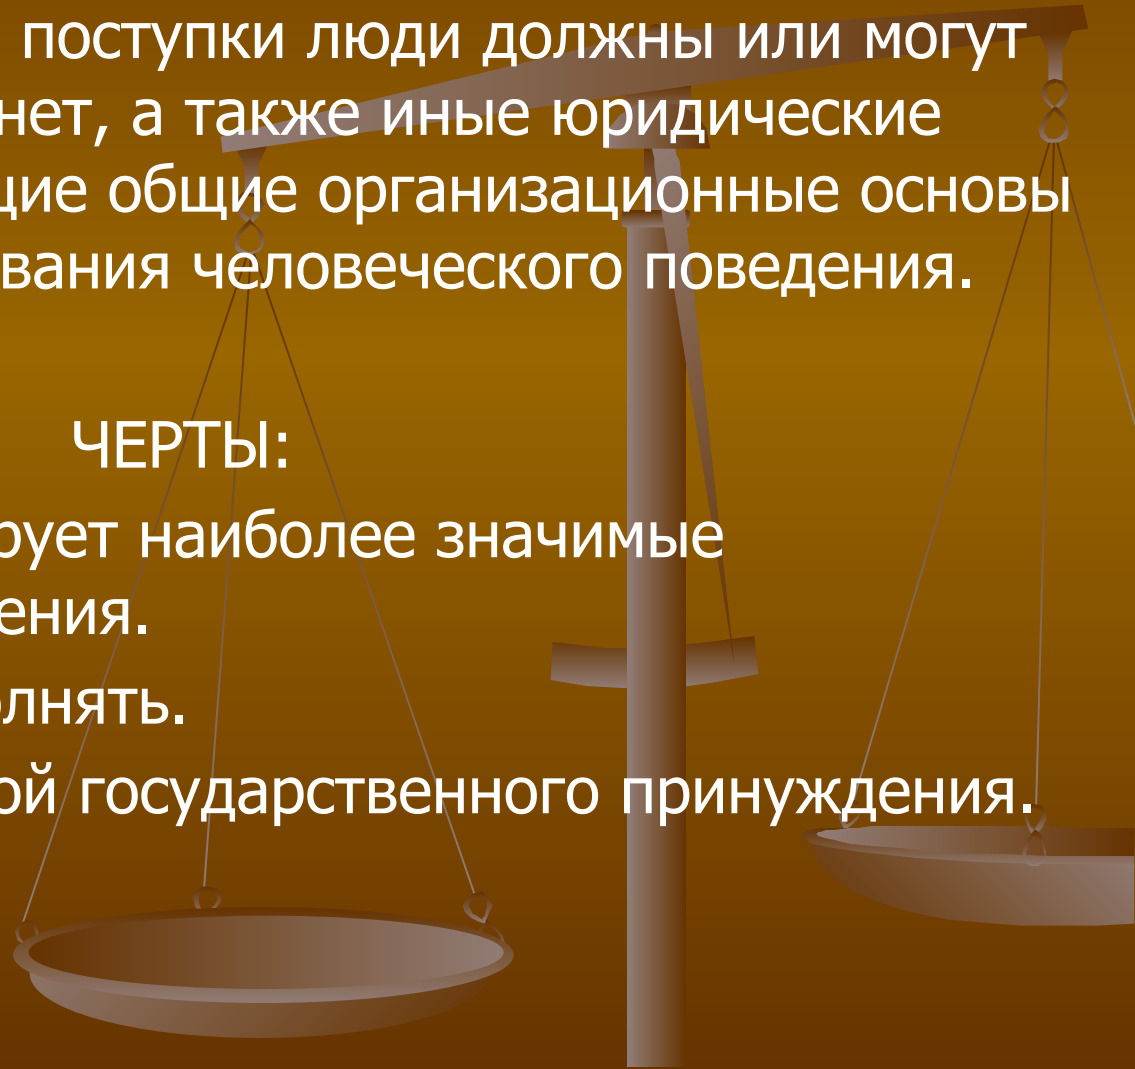 поступки люди должны или могут
нет, а также иные юридические
щие общие организационные основы
вания человеческого поведения.
ЧЕРТЫ:
рует наиболее значимые
ения.
олнять.
ой государственного принуждения.